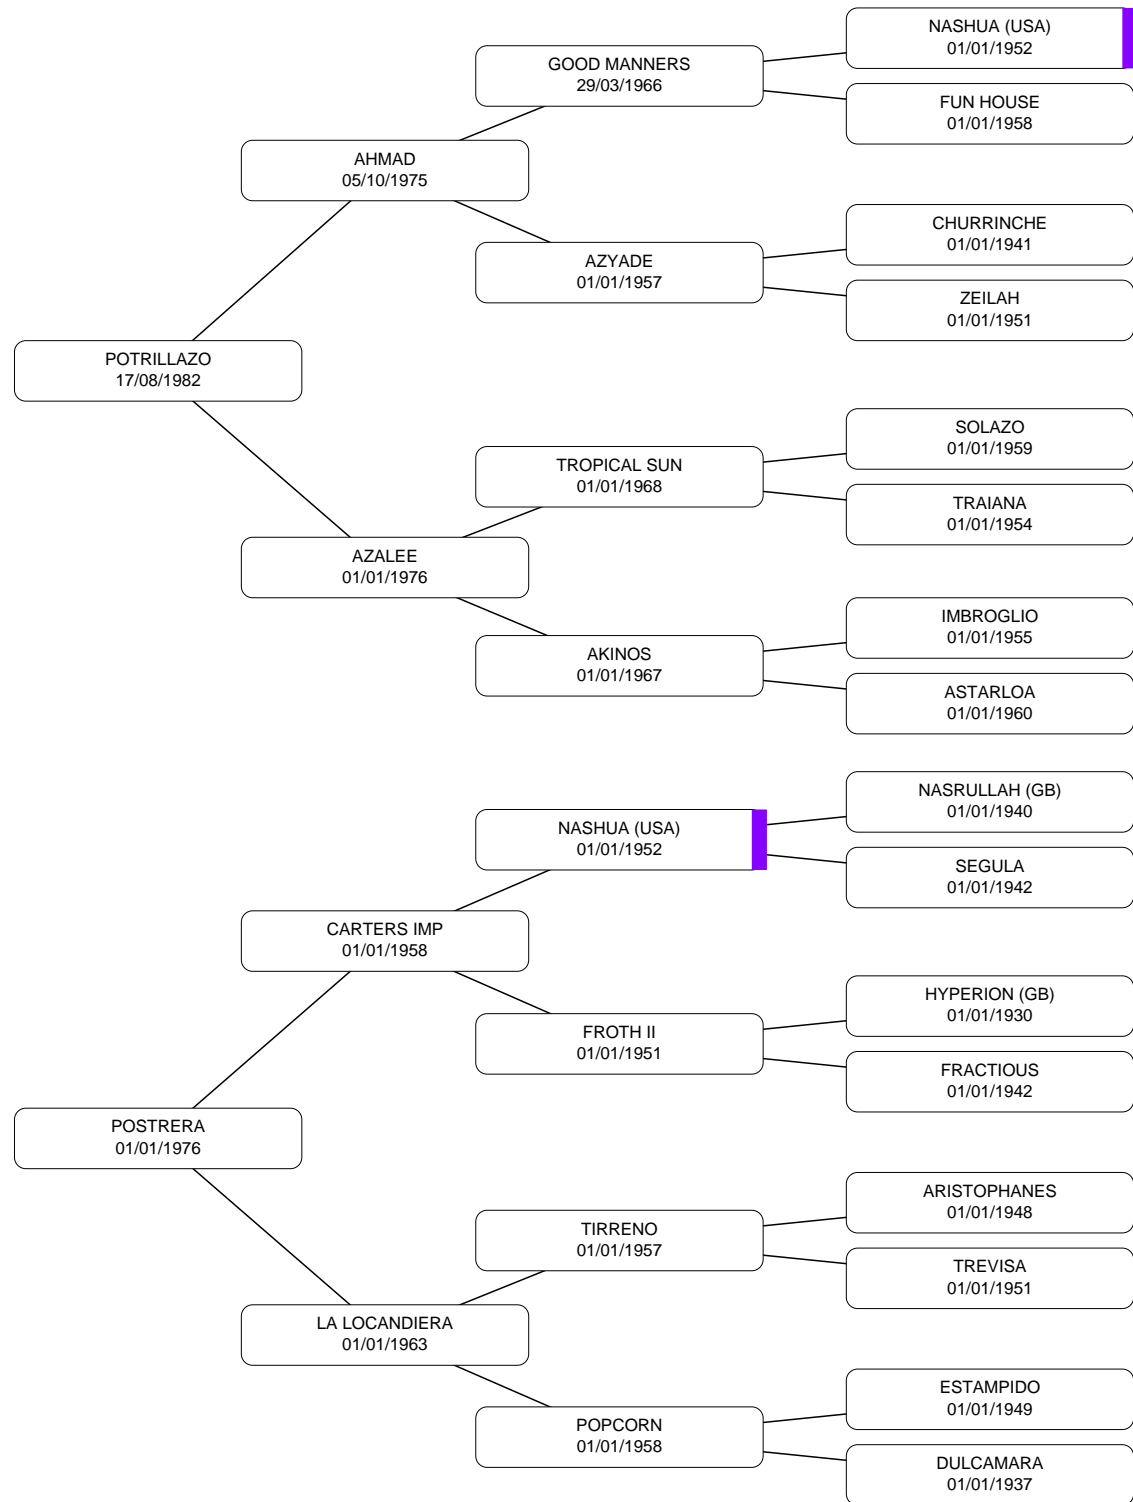 NASHUA (USA)
01/01/1952
GOOD MANNERS
29/03/1966
FUN HOUSE
01/01/1958
AHMAD
05/10/1975
CHURRINCHE
01/01/1941
AZYADE
01/01/1957
ZEILAH
01/01/1951
POTRILLAZO
17/08/1982
SOLAZO
01/01/1959
TROPICAL SUN
01/01/1968
TRAIANA
01/01/1954
AZALEE
01/01/1976
IMBROGLIO
01/01/1955
AKINOS
01/01/1967
ASTARLOA
01/01/1960
NASRULLAH (GB)
01/01/1940
NASHUA (USA)
01/01/1952
SEGULA
01/01/1942
CARTERS IMP
01/01/1958
HYPERION (GB)
01/01/1930
FROTH II
01/01/1951
FRACTIOUS
01/01/1942
POSTRERA
01/01/1976
ARISTOPHANES
01/01/1948
TIRRENO
01/01/1957
TREVISA
01/01/1951
LA LOCANDIERA
01/01/1963
ESTAMPIDO
01/01/1949
POPCORN
01/01/1958
DULCAMARA
01/01/1937